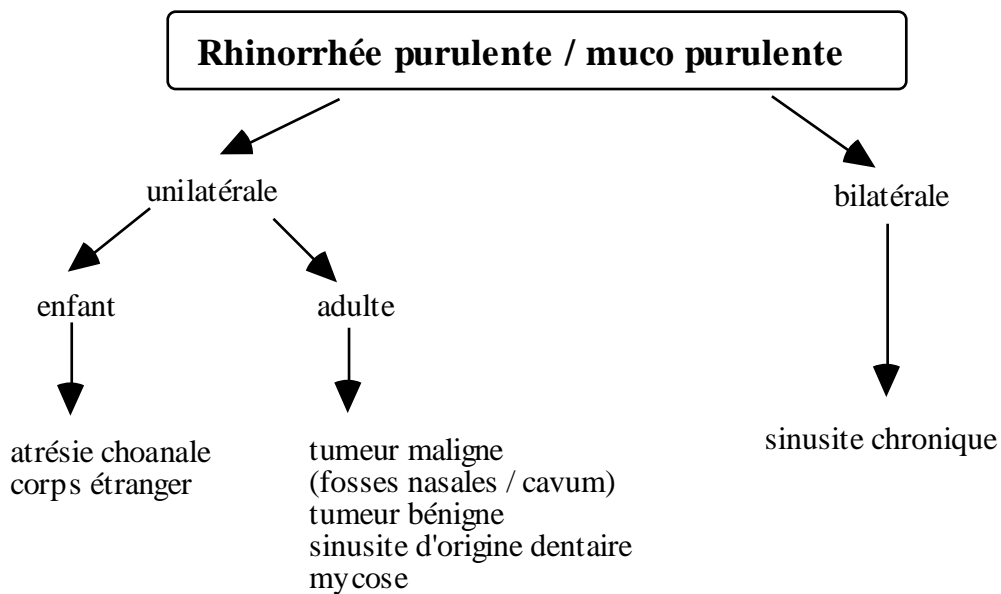 Rhinorrhée purulente / muco purulente
unilatérale
bilatérale
enfant
adulte
atrésie choanale
corps étranger
tumeur maligne
(fosses nasales / cavum)
tumeur bénigne
sinusite d'origine dentaire
mycose
sinusite chronique